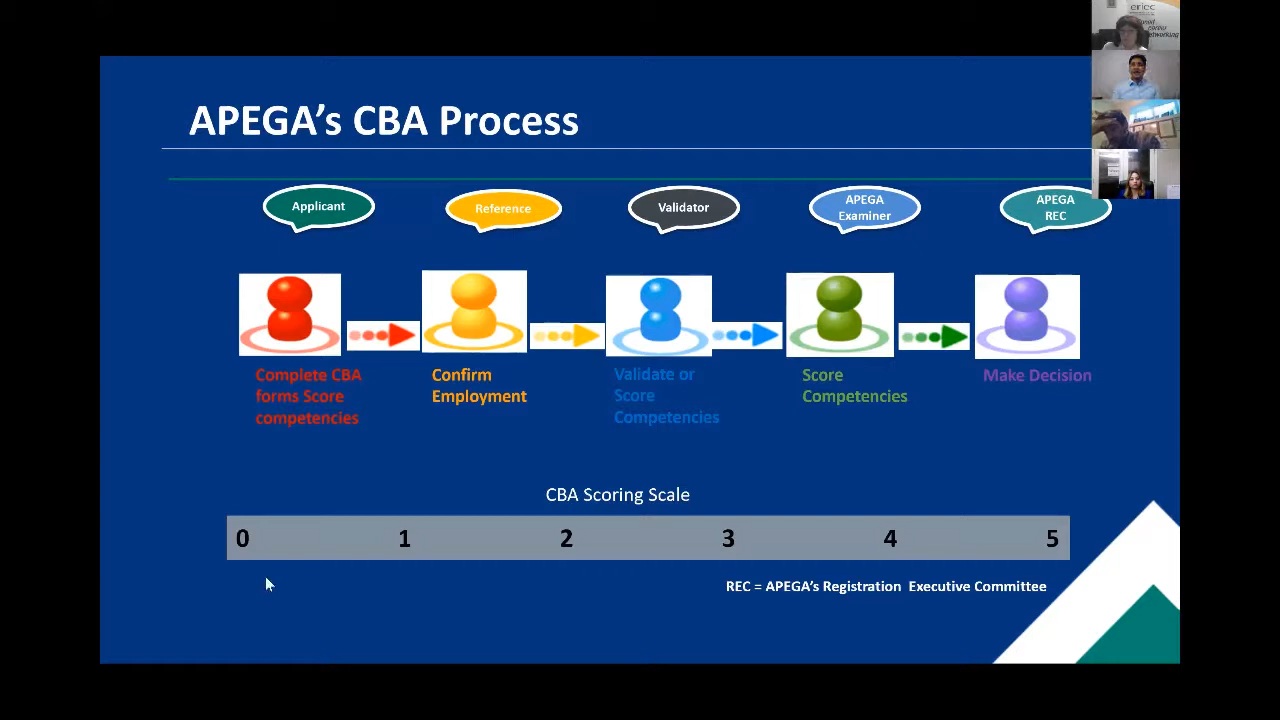 eriec
networking
APEGA's CBA Process
Applicant
Reference
Validator
APEGA
Examiner
APEGA
REC
Complete CBA
forms Score
competencies
Confirm
Employment
Validate or
Score
Competencies
Score
Competencies
Make Decision
CBA Scoring Scale
0 1 2 3 4 5
REC = APEGA's Registration Executive Committee